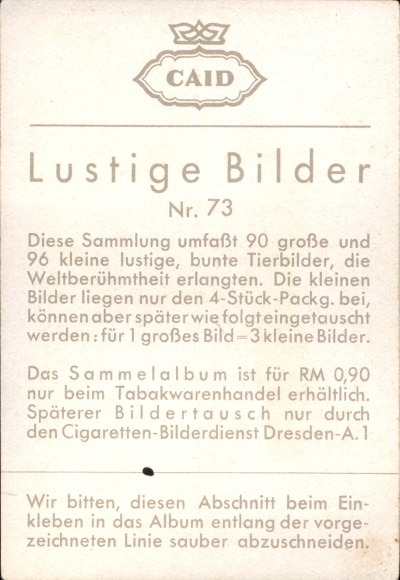 CAID
Lustige Bilder
Nr. 73
Diese Sammlung umfaßt 90 große und
96 kleine lustige, bunte Tierbilder, die
Weltberühmtheit erlangten. Die kleinen
Bilder liegen nur den 4-Stück-Packg. bei,
können aber später wie folgt eingetauscht
werden: für 1 großes Bild = 3 kleine Bilder.
Das Sammelalbum ist für RM 0,90
nur beim Tabakwarenhandel erhältlich.
Späterer Bildertausch nur durch
den Cigaretten-Bilderdienst Dresden-A. 1
Wir bitten, diesen Abschnitt beim Ein-
kleben in das Album entlang der vorge-
zeichneten Linie sauber abzuschneiden.